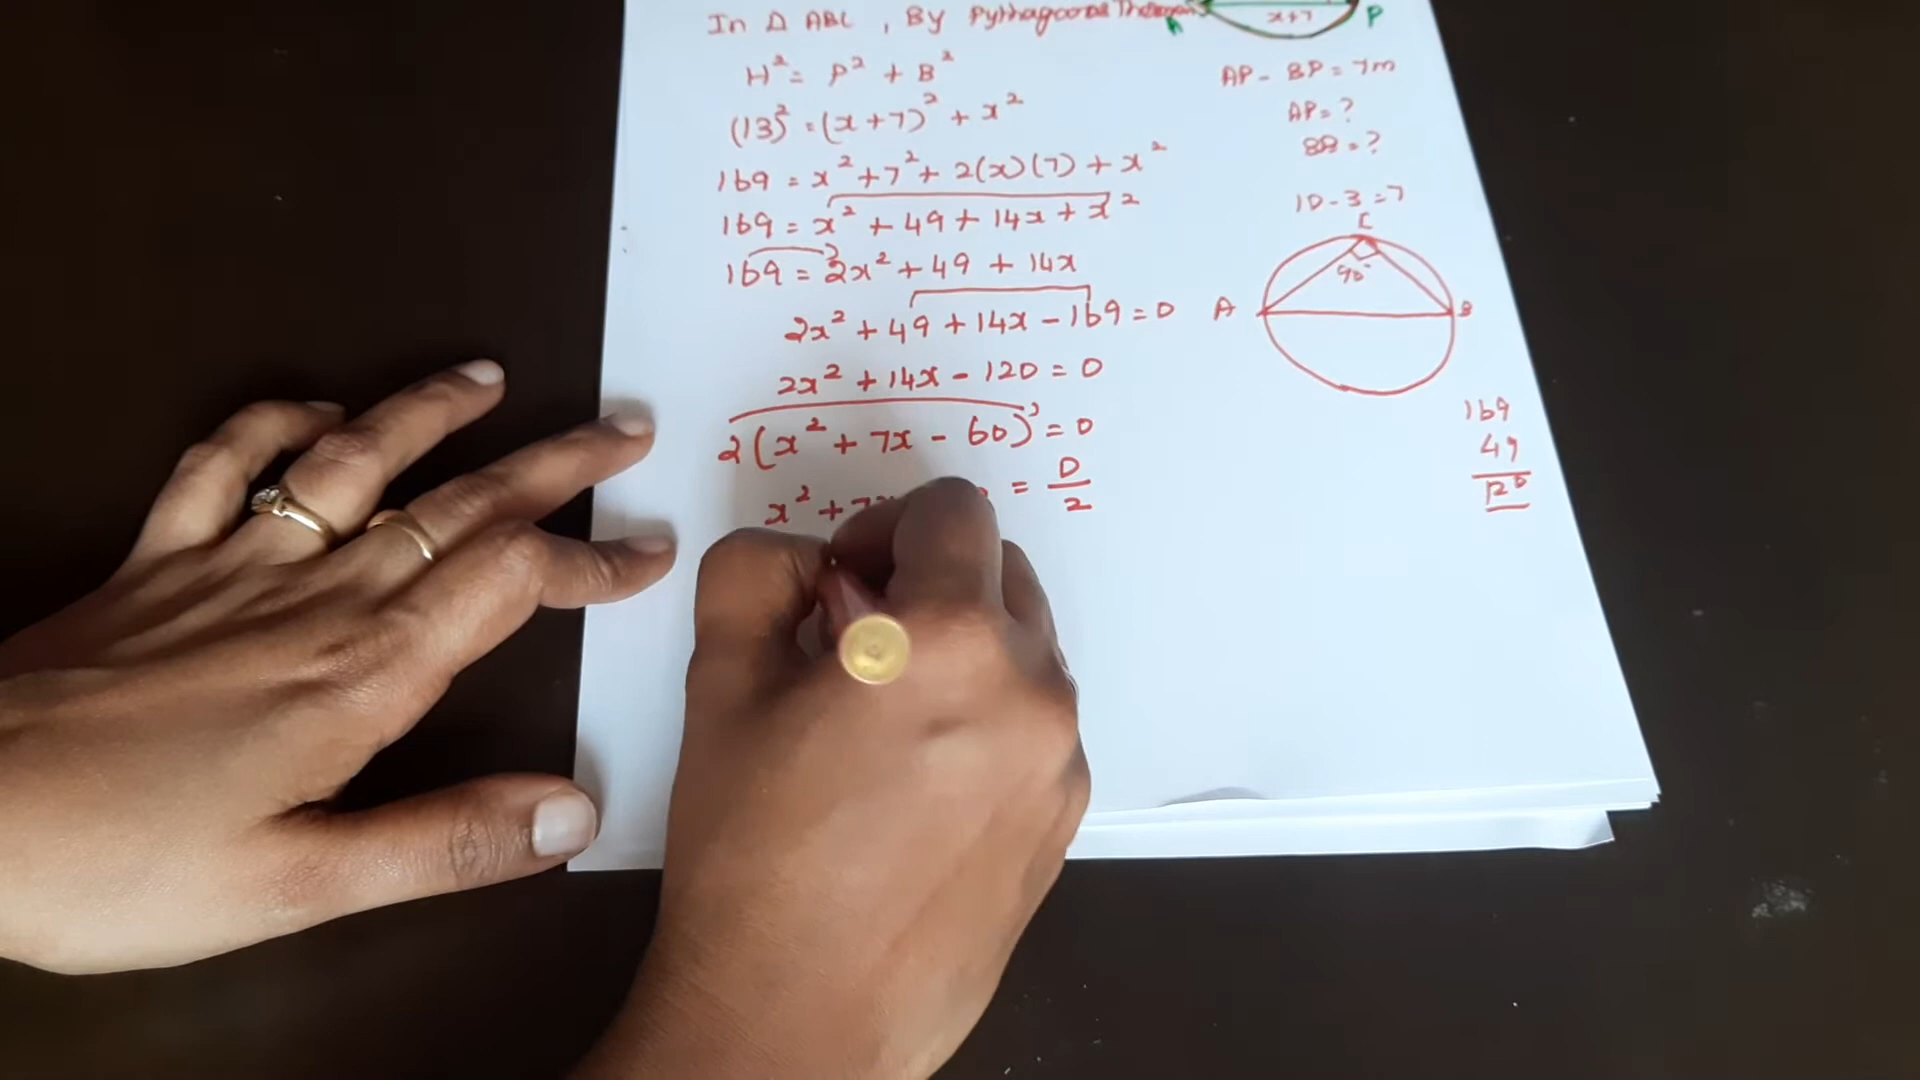 In Δ ABC, By Pythagoras Theorem
H² = P² + B²
(13)² = (x+7)² + x²
169 = x² + 7² + 2(x)(7) + x²
169 = x² + 49 + 14x + x²
169 = 2x² + 49 + 14x
2x² + 49 + 14x - 169 = 0
2x² + 14x - 120 = 0
2(x² + 7x - 60) = 0
x² + 7x = 0/2
x+7
A P
AP - BP = 7m
AP = ?
BP = ?
10 - 3 = 7
C
90°
A B
169
49
120